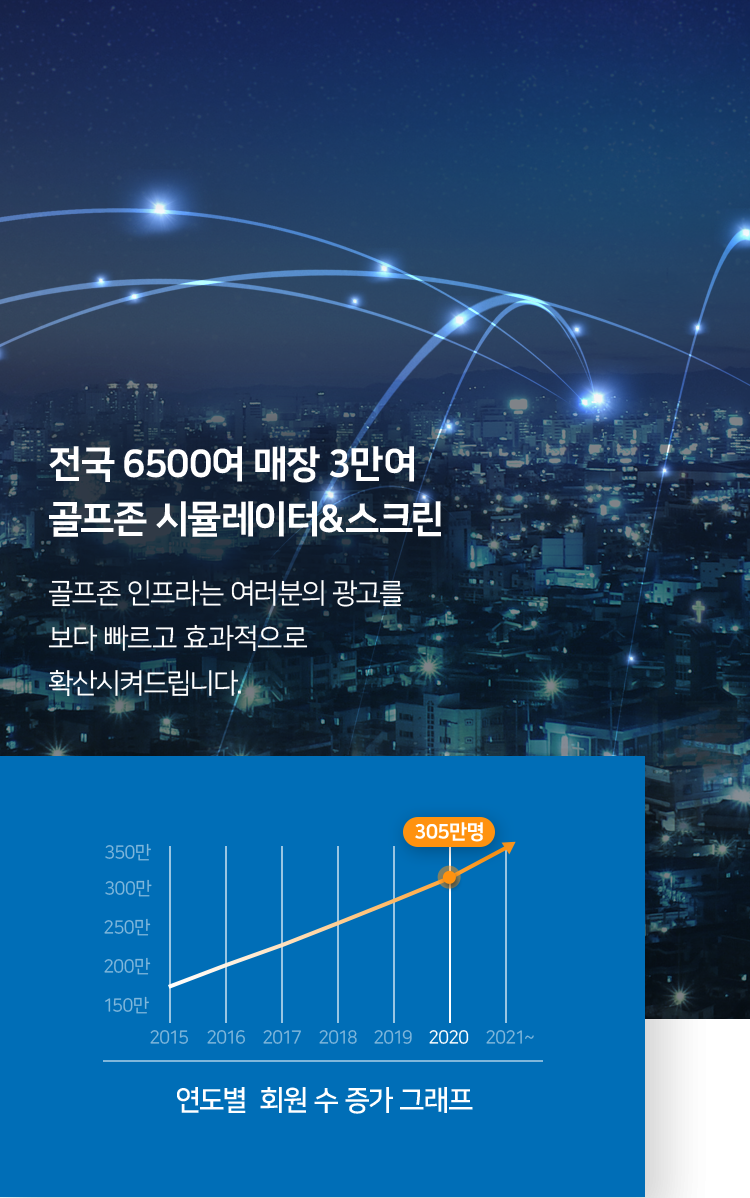 전국 6500여 매장 3만여
골프존 시뮬레이터&스크린
골프존 인프라는 여러분의 광고를
보다 빠르고 효과적으로
확산시켜드립니다.
305만명
350만
300만
250만
200만
150만
2015 2016 2017 2018 2019 2020 2021~
연도별 회원 수 증가 그래프